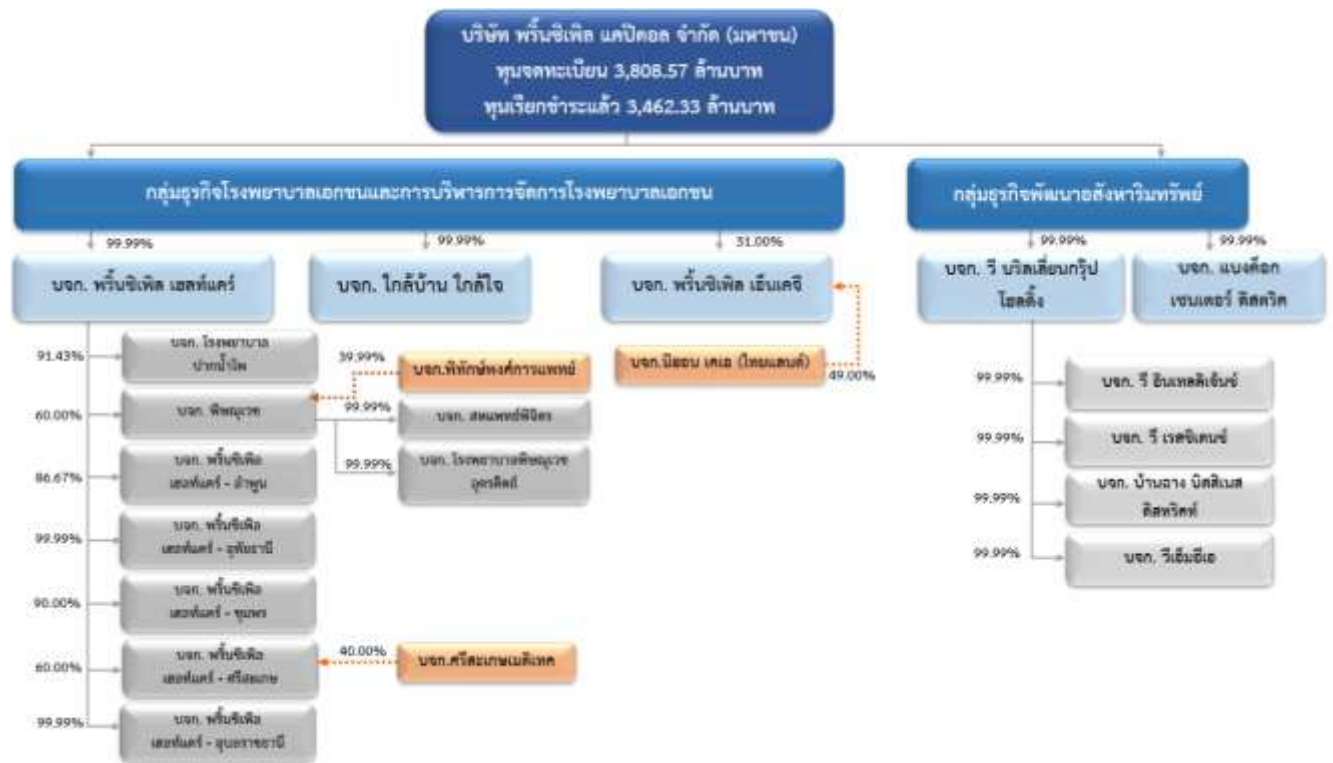 บริษัท พริ้นซิเพิล แคปิตอล จำกัด (มหาชน)
ทุนจดทะเบียน 3,808.57 ล้านบาท
ทุนเรียกชำระแล้ว 3,462.33 ล้านบาท
กลุ่มธุรกิจโรงพยาบาลเอกชนและการบริหารการจัดการโรงพยาบาลเอกชน
กลุ่มธุรกิจพัฒนาอสังหาริมทรัพย์
99.99%
99.99%
31.00%
99.99%
99.99%
บจก. พริ้นซิเพิล เฮลท์แคร์
บจก. ใกล้บ้าน ใกล้ใจ
บจก. พริ้นซิเพิล เอ็นเคจี
บจก. วี บริลเลี่ยนกรุ๊ป
โฮลดิ้ง
บจก. แบงค็อก
เซนเตอร์ ดิสตริค
91.43%
บจก. โรงพยาบาล
ปากน้ำโพ
39.99%
บจก.พิทักษ์พงศ์การแพทย์
บจก.นิฮอน เคเอ (ไทยแลนด์)
49.00%
60.00%
บจก. พิษณุเวช
99.99%
บจก. สหแพทย์พิจิตร
99.99%
บจก. โรงพยาบาลพิษณุเวช
อุตรดิตถ์
86.67%
บจก. พริ้นซิเพิล
เฮลท์แคร์ - ลำพูน
99.99%
บจก. พริ้นซิเพิล
เฮลท์แคร์ - อุทัยธานี
90.00%
บจก. พริ้นซิเพิล
เฮลท์แคร์ - ชุมพร
60.00%
บจก. พริ้นซิเพิล
เฮลท์แคร์ - ศรีสะเกษ
40.00%
บจก.ศรีสะเกษเมดิเทค
99.99%
บจก. พริ้นซิเพิล
เฮลท์แคร์ - อุบลราชธานี
99.99%
บจก. วี อินเทลลิเจ้นซ์
99.99%
บจก. วี เรสซิเดนซ์
99.99%
บจก. บ้านฉาง บิสสิเนส
ดิสทริคท์
99.99%
บจก. วีเอ็มอีเอ